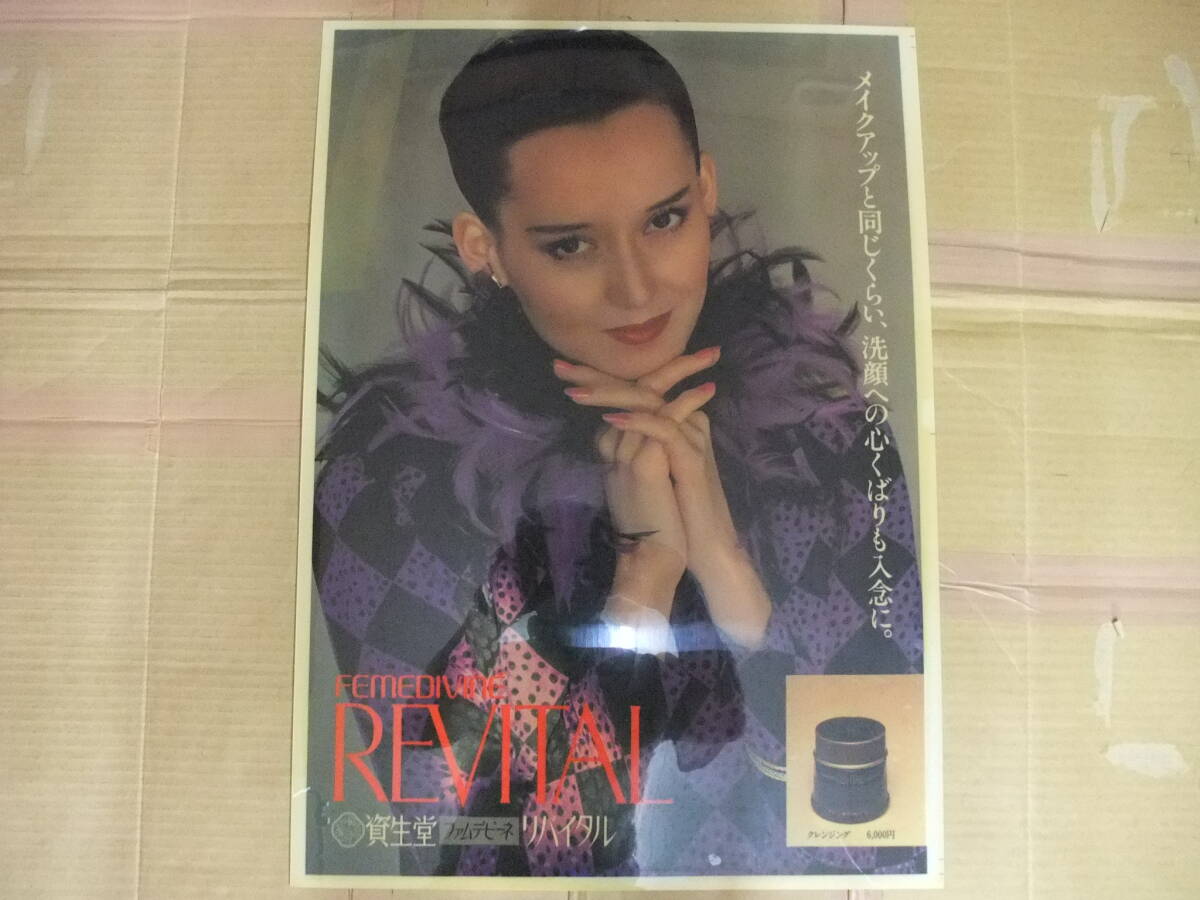 メイクアップと同じくらい、洗顔への心くばりも入念に。
FEMEDIVINE
REVITAL
資生堂 ファムデビーネ リバイタル
クレンジング 6,000円